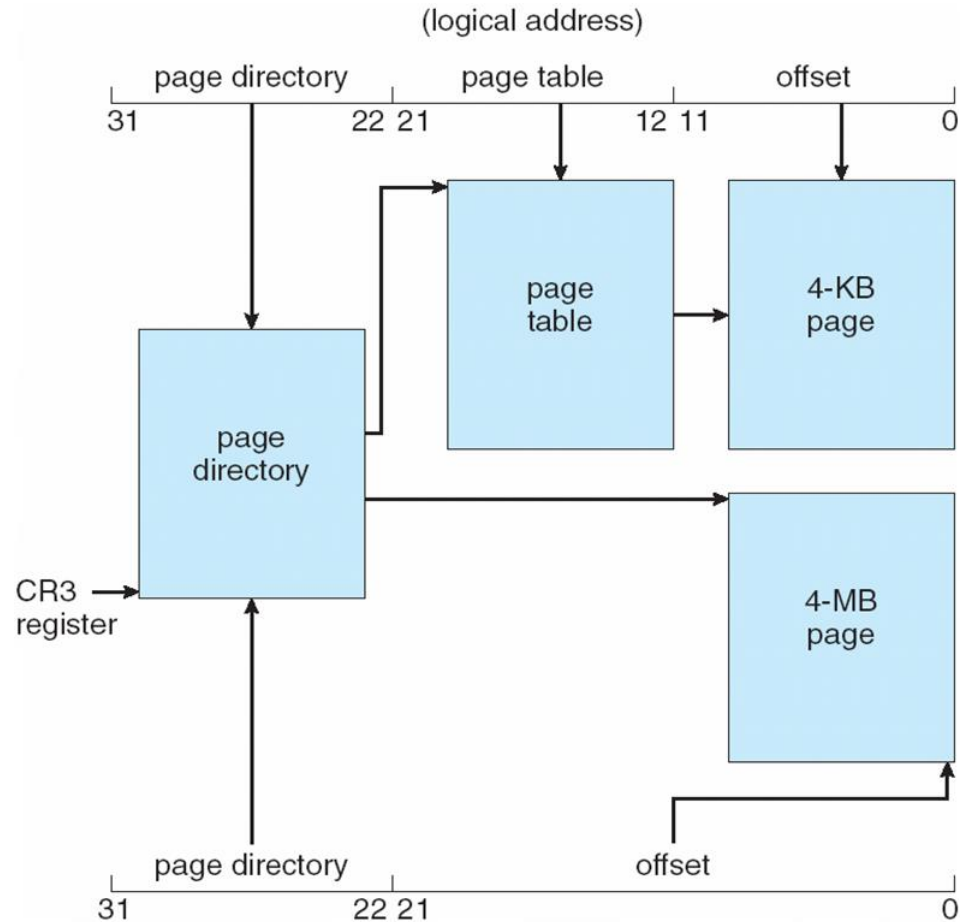 (logical address)
page directory page table offset
31 22 21 12 11 0
page
table
4-KB
page
page
directory
CR3
register
4-MB
page
page directory offset
31 22 21 0